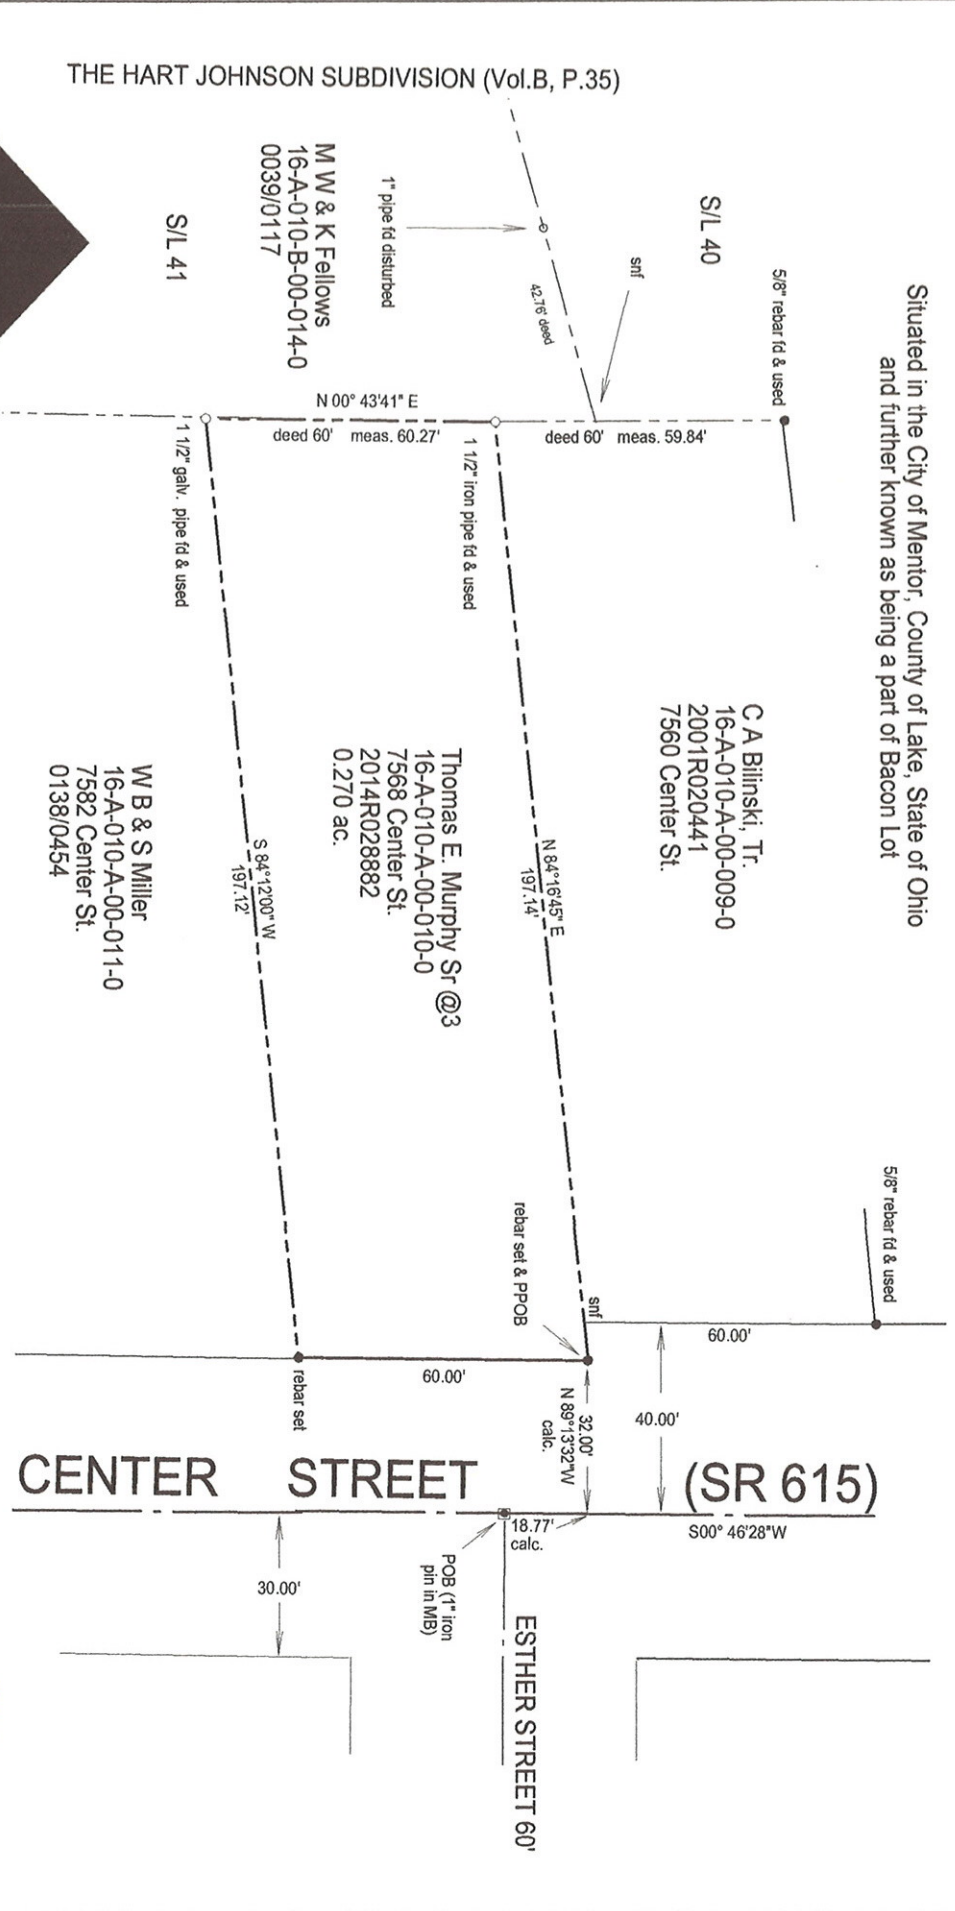 THE HART JOHNSON SUBDIVISION (Vol.B, P.35)
Situated in the City of Mentor, County of Lake, State of Ohio
and further known as being a part of Bacon Lot
S/L 40
S/L 41
M W & K Fellows
16-A-010-B-00-014-0
0039/0117
1" pipe fd disturbed
snf
42.76' deed
5/8" rebar fd & used
N 00° 43'41" E
deed 60' meas. 60.27'
deed 60' meas. 59.84'
1 1/2" galv. pipe fd & used
1 1/2" iron pipe fd & used
C A Bilinski, Tr.
16-A-010-A-00-009-0
2001R020441
7560 Center St.
N 84°16'45" E
197.14'
Thomas E. Murphy Sr @3
16-A-010-A-00-010-0
7568 Center St.
2014R028882
0.270 ac.
S 84°12'00" W
197.12'
W B & S Miller
16-A-010-A-00-011-0
7582 Center St.
0138/0454
5/8" rebar fd & used
rebar set & PPOB
snf
60.00'
60.00'
rebar set
32.00'
N 89°13'32"W
calc.
40.00'
CENTER STREET (SR 615)
S00° 46'28"W
18.77'
calc.
POB (1" iron
pin in MB)
30.00'
ESTHER STREET 60'